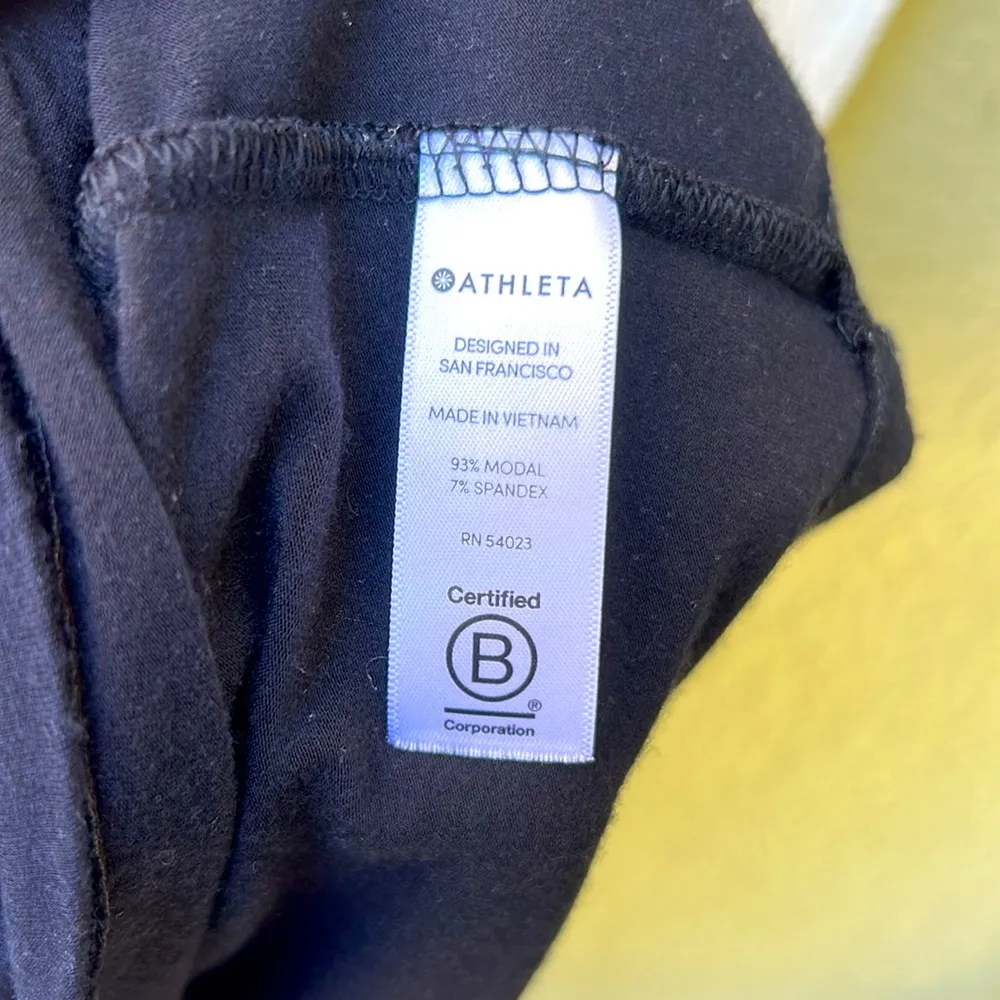 ATHLETA
DESIGNED IN
SAN FRANCISCO
MADE IN VIETNAM
93% MODAL
7% SPANDEX
RN 54023
Certified
B
®
Corporation